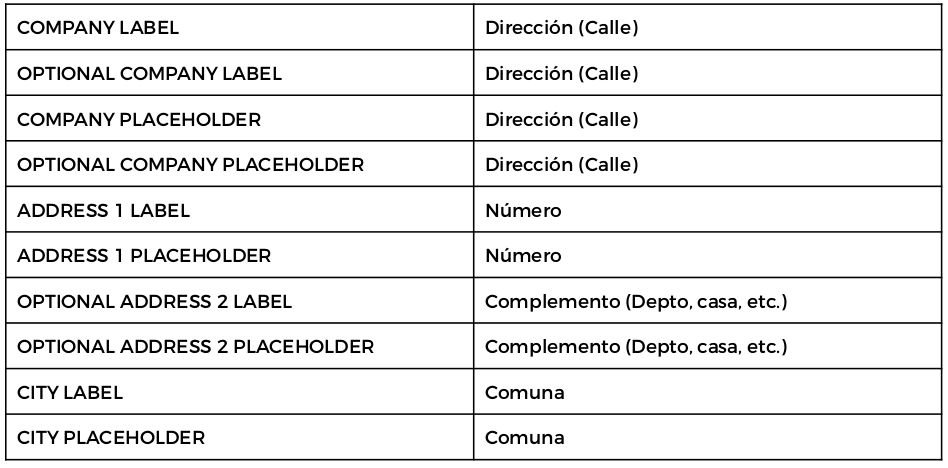 COMPANY LABEL Dirección (Calle)
OPTIONAL COMPANY LABEL Dirección (Calle)
COMPANY PLACEHOLDER Dirección (Calle)
OPTIONAL COMPANY PLACEHOLDER Dirección (Calle)
ADDRESS 1 LABEL Número
ADDRESS 1 PLACEHOLDER Número
OPTIONAL ADDRESS 2 LABEL Complemento (Depto, casa, etc.)
OPTIONAL ADDRESS 2 PLACEHOLDER Complemento (Depto, casa, etc.)
CITY LABEL Comuna
CITY PLACEHOLDER Comuna